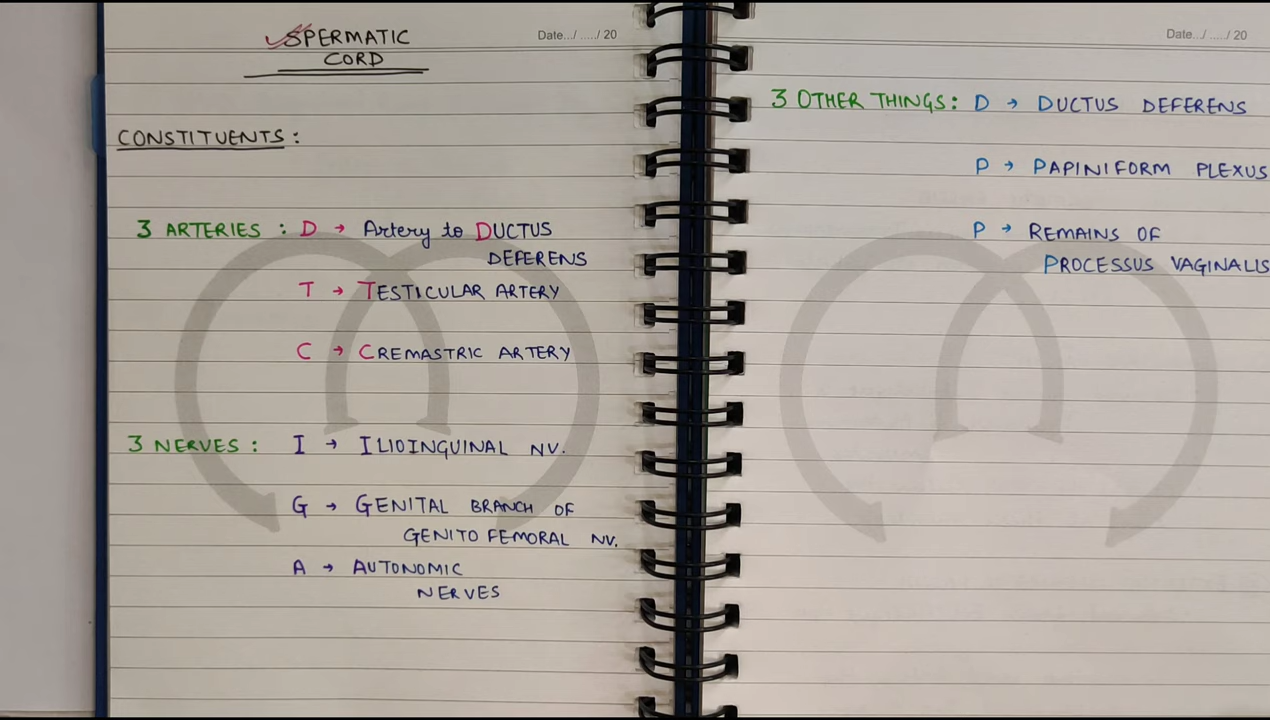 SPERMATIC
CORD
Date.../ ...../ 20
CONSTITUENTS :
3 ARTERIES : D → Artery to DUCTUS
DEFERENS
T → TESTICULAR ARTERY
C → CREMASTRIC ARTERY
3 NERVES : I → ILIOINGUINAL NV.
G → GENITAL BRANCH OF
GENITO FEMORAL NV.
A → AUTONOMIC
NERVES
Date.../ ...../ 20
3 OTHER THINGS : D → DUCTUS DEFERENS
P → PAPINIFORM PLEXUS
P → REMAINS OF
PROCESSUS VAGINALIS